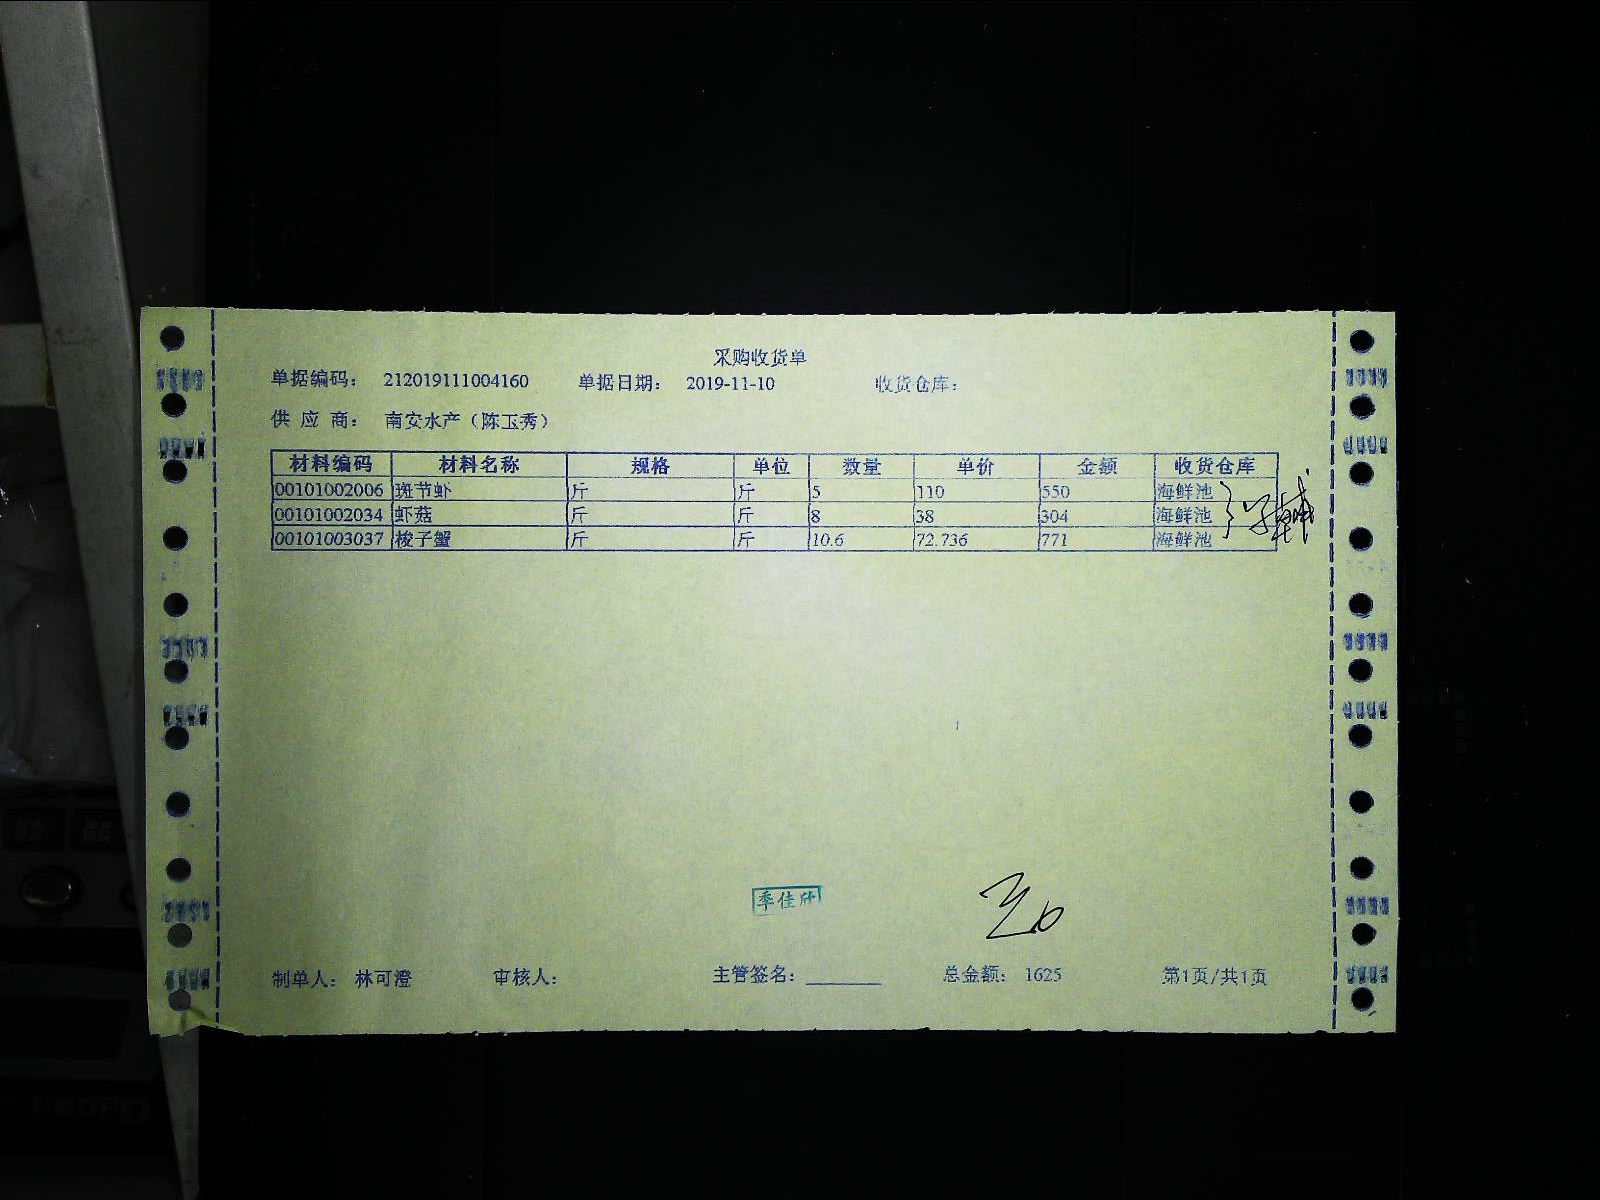 采购收货单
单据编码： 212019111004160 单据日期： 2019-11-10 收货仓库：
供 应 商： 南安水产（陈玉秀）
材料编码 材料名称 规格 单位 数量 单价 金额 收货仓库
00101002006 斑节虾 斤 斤 5 110 550 海鲜池
00101002034 虾菇 斤 斤 8 38 304 海鲜池
00101003037 梭子蟹 斤 斤 10.6 72.736 771 海鲜池
季佳欣
制单人： 林可澄 审核人： 主管签名：________ 总金额： 1625 第1页/共1页